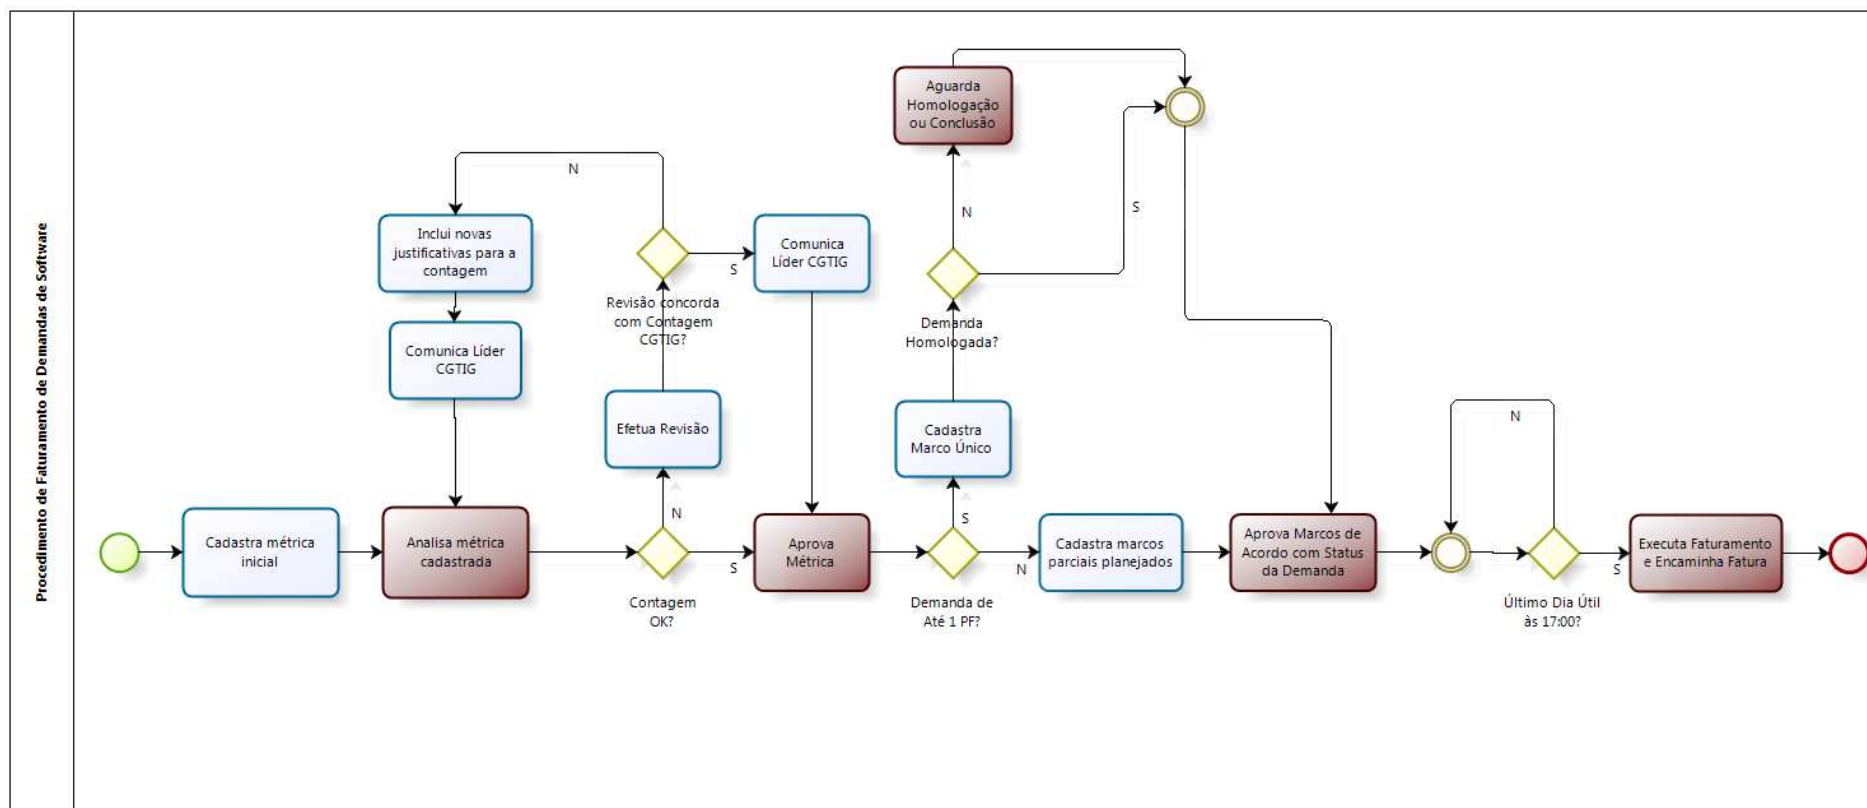 Procedimento de Faturamento de Demandas de Software
Cadastra métrica
inicial
Analisa métrica
cadastrada
Inclui novas
justificativas para a
contagem
Comunica Líder
CGTIG
N
Contagem
OK?
N
S
Efetua Revisão
Revisão concorda
com Contagem
CGTIG?
S
Comunica
Líder CGTIG
Aprova
Métrica
Demanda de
Até 1 PF?
S
N
Cadastra
Marco Único
Demanda
Homologada?
N
S
Aguarda
Homologação
ou Conclusão
Cadastra marcos
parciais planejados
Aprova Marcos de
Acordo com Status
da Demanda
N
Último Dia Útil
às 17:00?
S
Executa Faturamento
e Encaminha Fatura